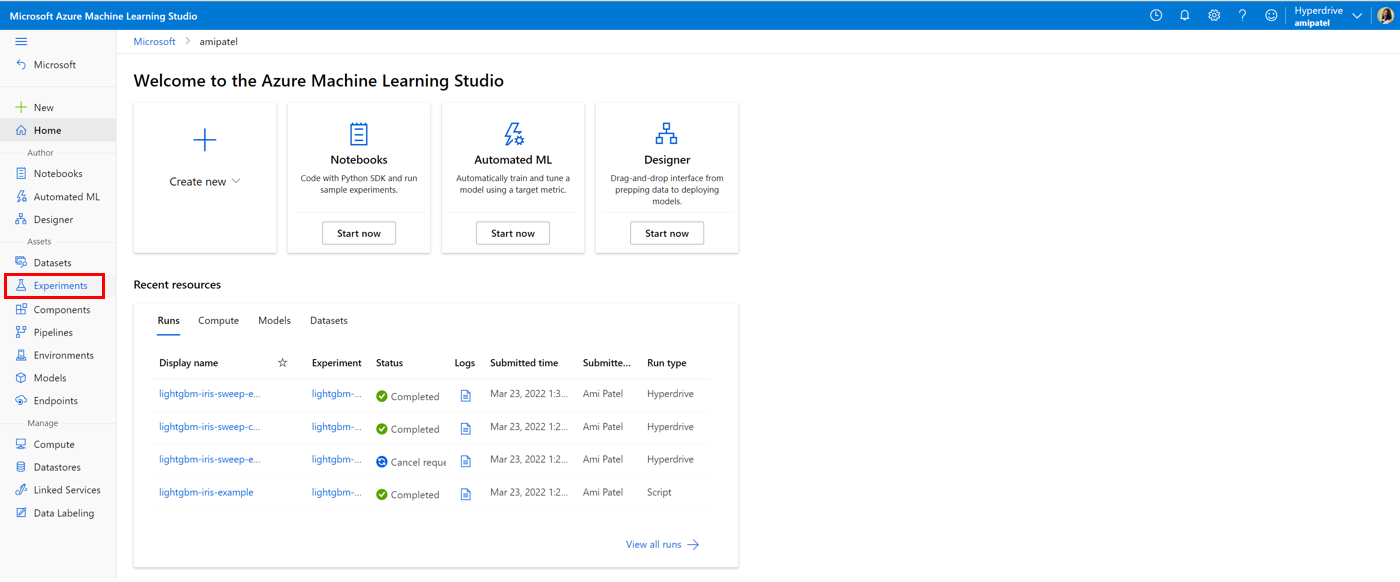 Microsoft Azure Machine Learning Studio
Hyperdrive
amipatel
Microsoft
New
Home
Author
Notebooks
Automated ML
Designer
Assets
Datasets
Experiments
Components
Pipelines
Environments
Models
Endpoints
Manage
Compute
Datastores
Linked Services
Data Labeling
Microsoft > amipatel
Welcome to the Azure Machine Learning Studio
Create new
Notebooks
Code with Python SDK and run
sample experiments.
Start now
Automated ML
Automatically train and tune a
model using a target metric.
Start now
Designer
Drag-and-drop interface from
prepping data to deploying
models.
Start now
Recent resources
Runs Compute Models Datasets
Display name Experiment Status Logs Submitted time Submitte... Run type
lightgbm-iris-sweep-e... lightgbm-... Completed Mar 23, 2022 1:3... Ami Patel Hyperdrive
lightgbm-iris-sweep-c... lightgbm-... Completed Mar 23, 2022 1:2... Ami Patel Hyperdrive
lightgbm-iris-sweep-e... lightgbm-... Cancel reque Mar 23, 2022 1:2... Ami Patel Hyperdrive
lightgbm-iris-example lightgbm-... Completed Mar 23, 2022 1:2... Ami Patel Script
View all runs